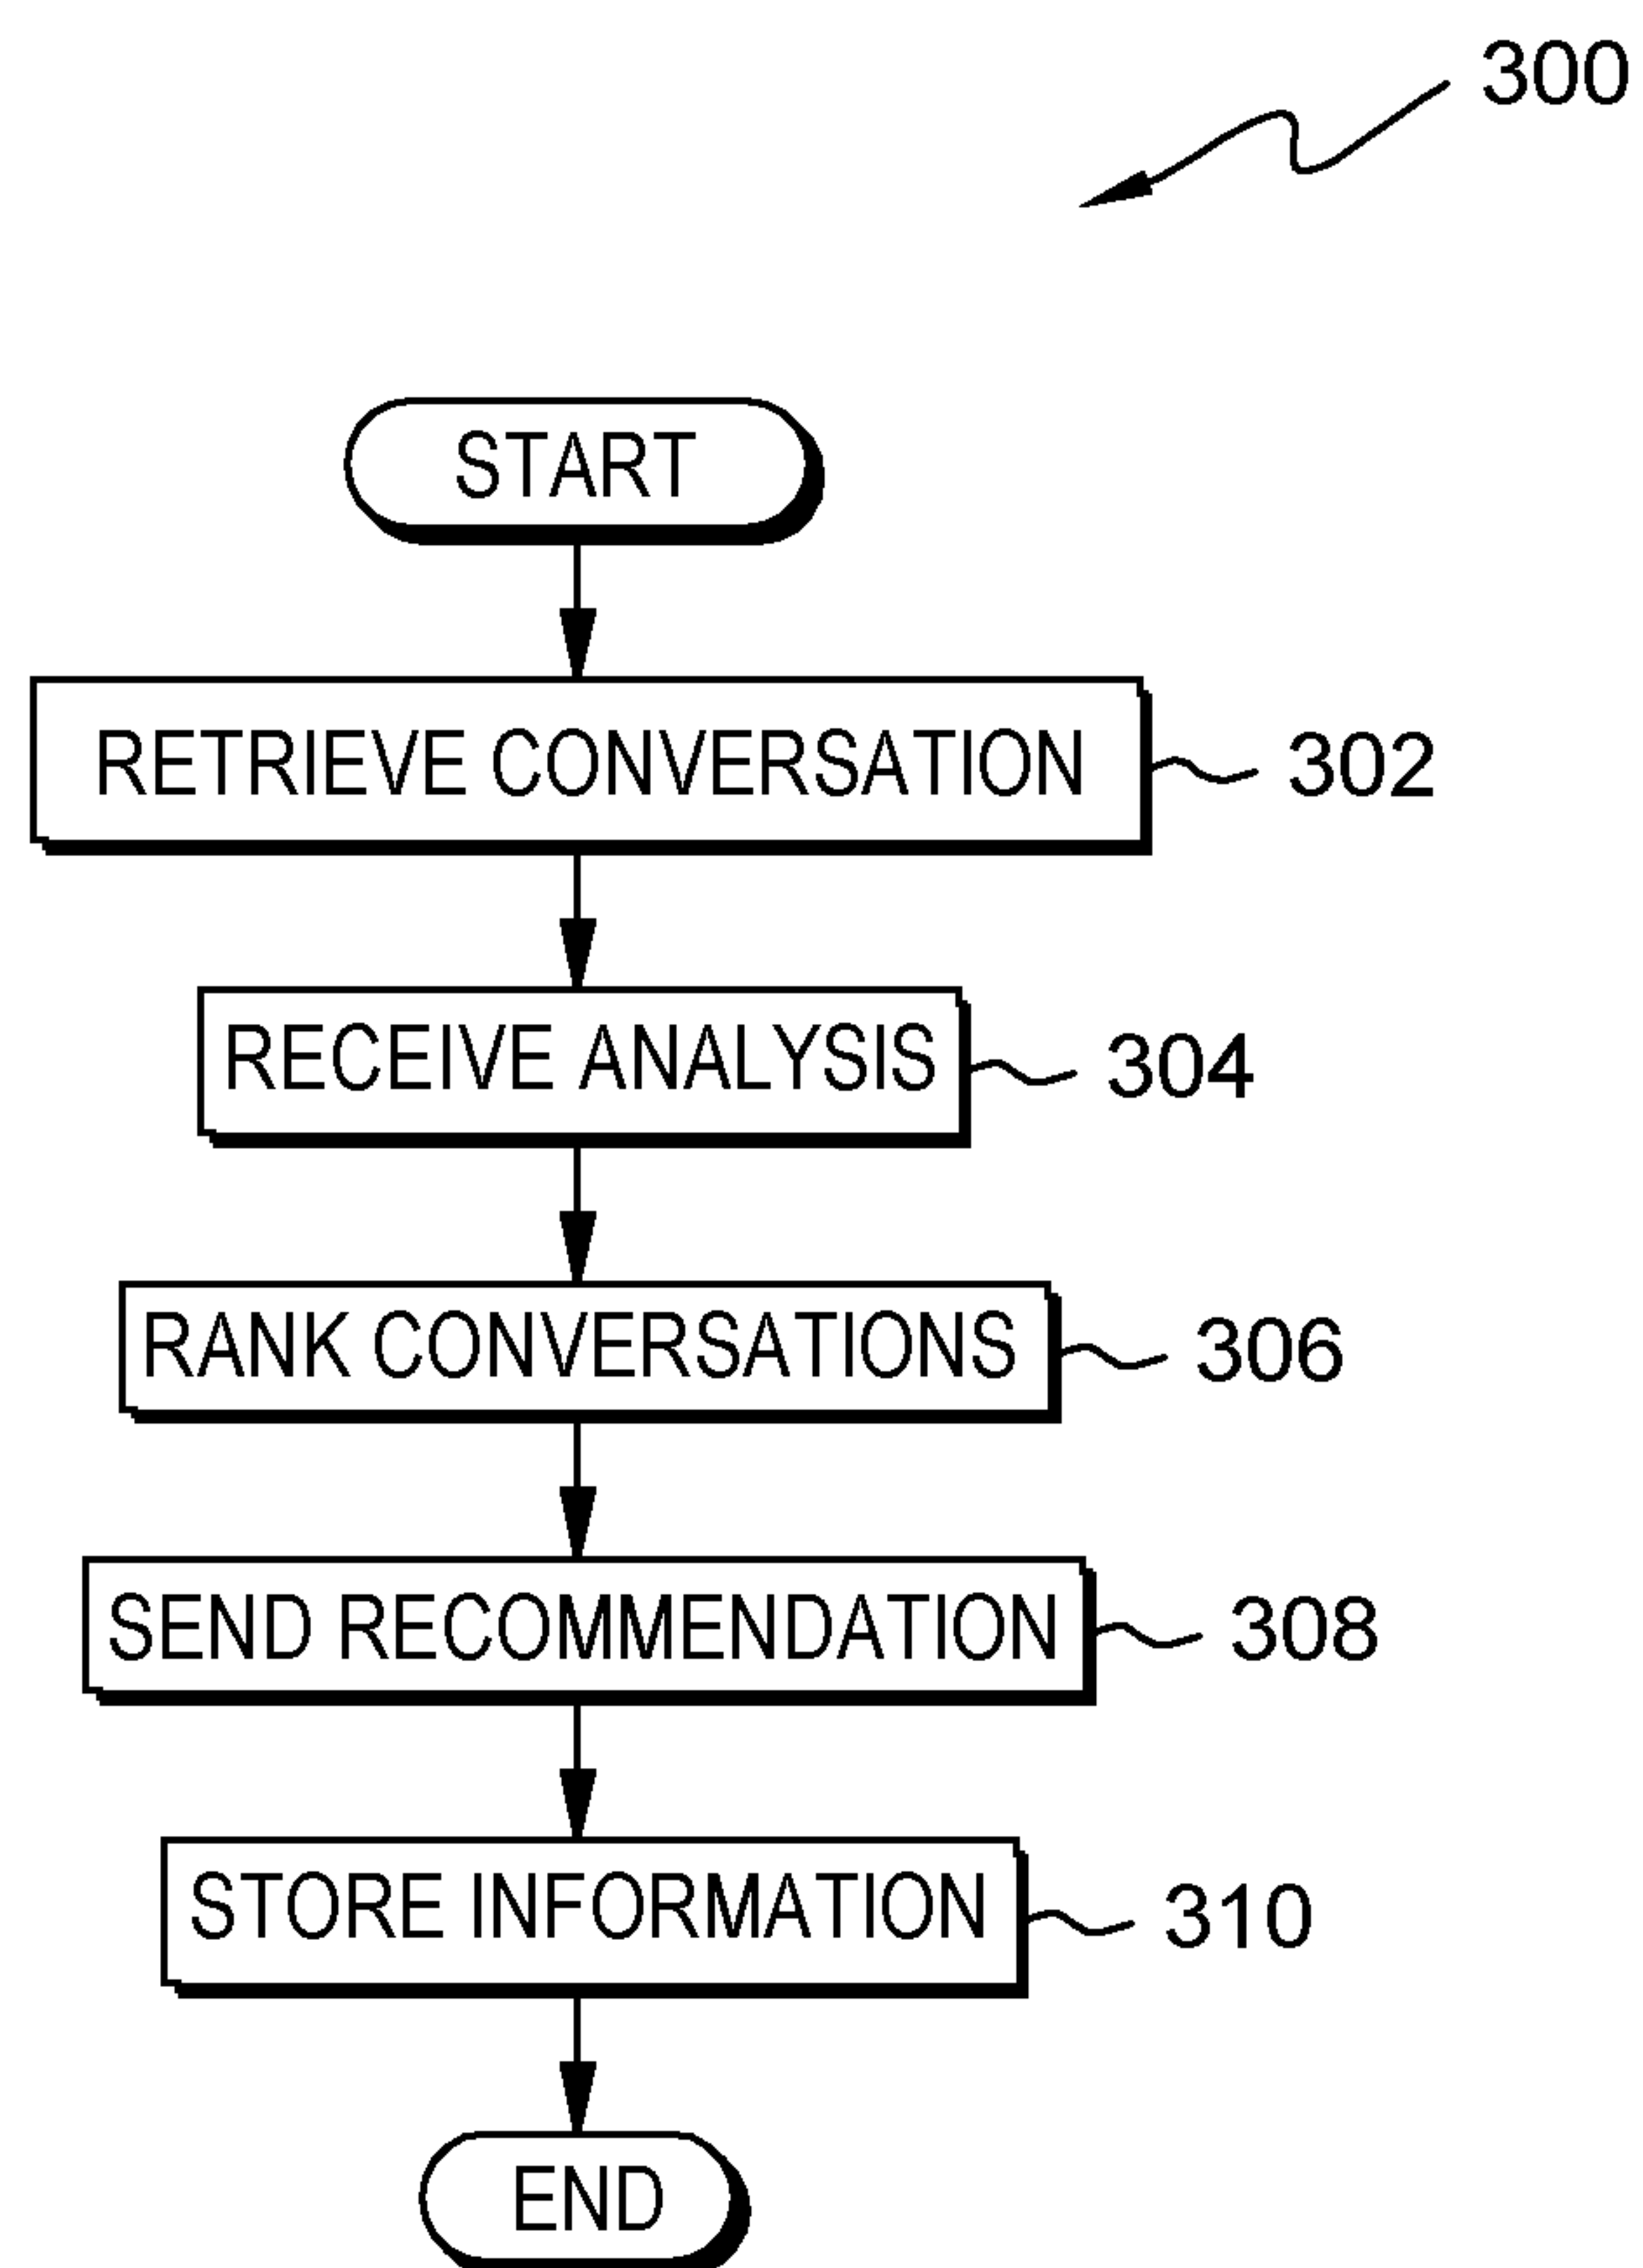 300
START
RETRIEVE CONVERSATION
302
RECEIVE ANALYSIS
304
RANK CONVERSATIONS
306
SEND RECOMMENDATION
308
STORE INFORMATION
310
END